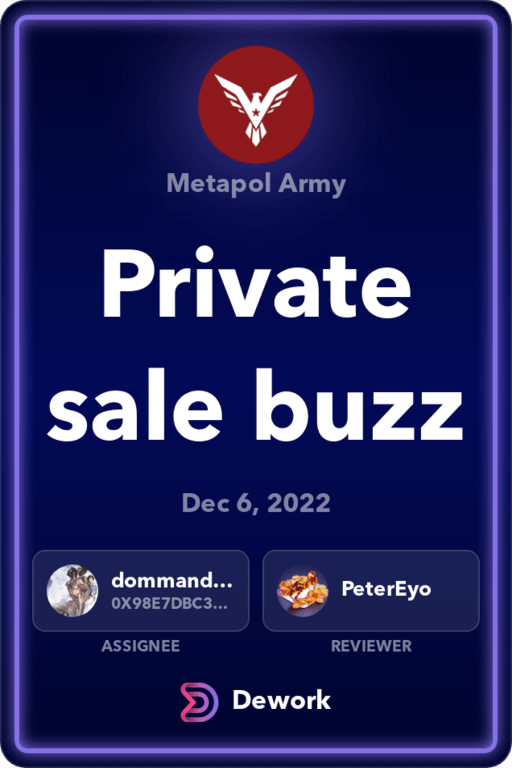 Metapol Army
Private
sale buzz
Dec 6, 2022
dommand...
0X98E7DBC3...
PeterEyo
ASSIGNEE
REVIEWER
Dework